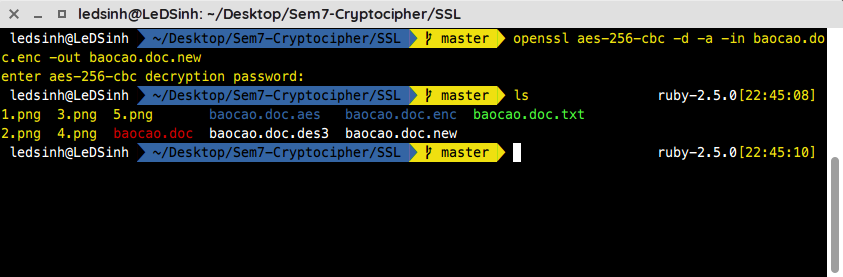 ledsinh@LeDSinh: ~/Desktop/Sem7-Cryptocipher/SSL
ledsinh@LeDSinh ~/Desktop/Sem7-Cryptocipher/SSL master openssl aes-256-cbc -d -a -in baocao.do
c.enc -out baocao.doc.new
enter aes-256-cbc decryption password:
ledsinh@LeDSinh ~/Desktop/Sem7-Cryptocipher/SSL master ls ruby-2.5.0[22:45:08]
1.png 3.png 5.png baocao.doc.aes baocao.doc.enc baocao.doc.txt
2.png 4.png baocao.doc baocao.doc.des3 baocao.doc.new
ledsinh@LeDSinh ~/Desktop/Sem7-Cryptocipher/SSL master ruby-2.5.0[22:45:10]